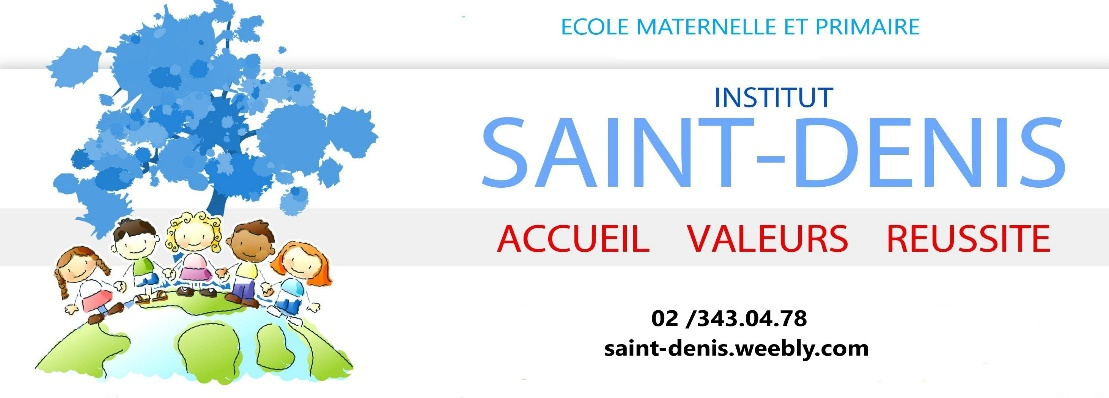 ECOLE MATERNELLE ET PRIMAIRE
INSTITUT
SAINT-DENIS
ACCUEIL VALEURS REUSSITE
02 /343.04.78
saint-denis.weebly.com